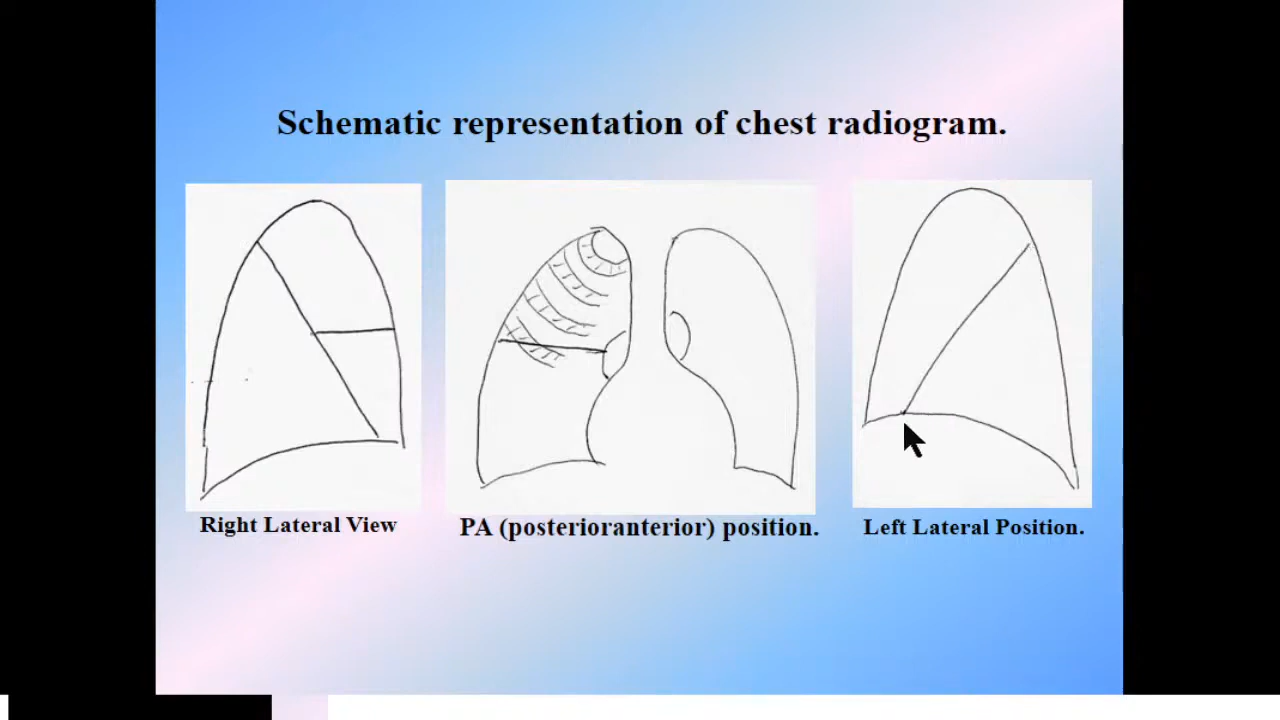 Schematic representation of chest radiogram.
Right Lateral View
PA (posterioranterior) position.
Left Lateral Position.